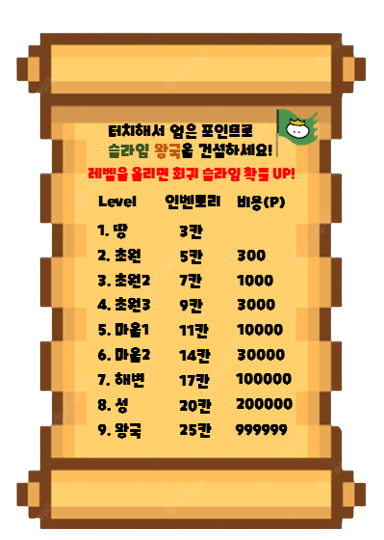 터치해서 얻은 포인트로
슬라임 왕국을 건설하세요!
레벨을 올리면 희귀 슬라임 확률 UP!
Level 인벤토리 비용(P)
1. 땅 3칸
2. 초원 5칸 300
3. 초원2 7칸 1000
4. 초원3 9칸 3000
5. 마을1 11칸 10000
6. 마을2 14칸 30000
7. 해변 17칸 100000
8. 성 20칸 200000
9. 왕국 25칸 999999